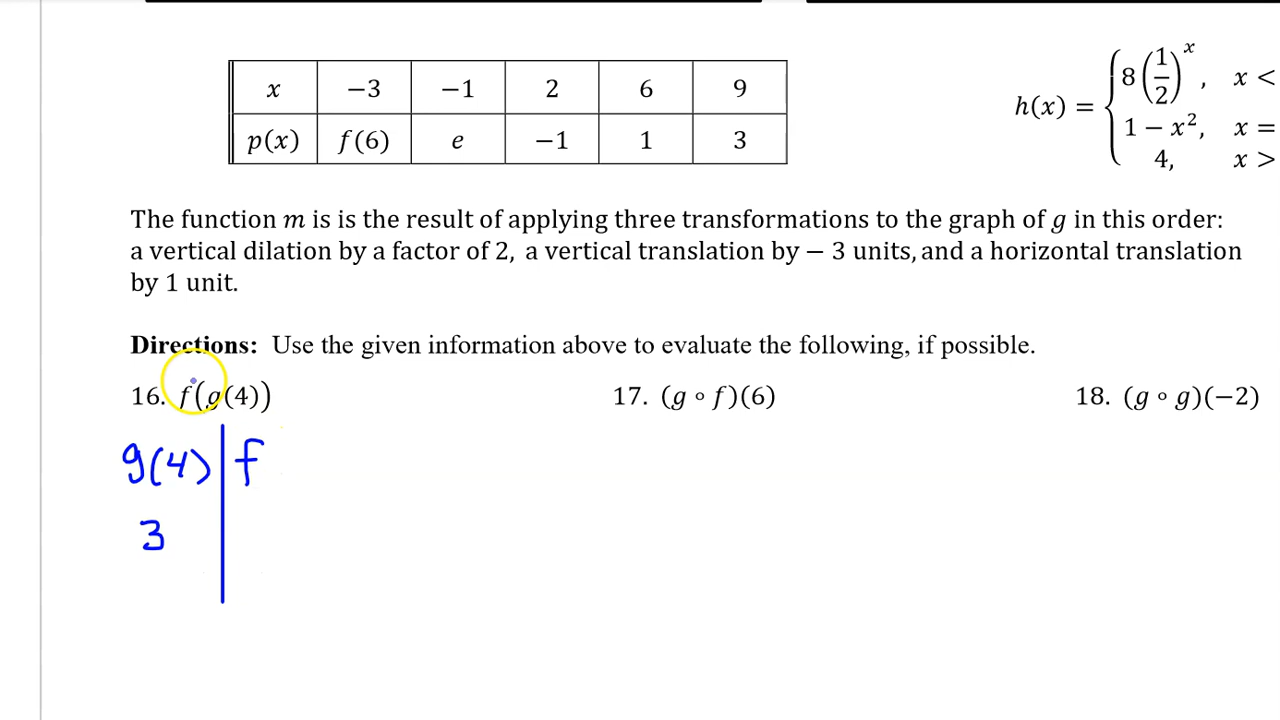 x −3 −1 2 6 9
p(x) f(6) e −1 1 3
h(x) = { 8(1/2)^x, x <
1 − x², x =
4, x >
The function m is is the result of applying three transformations to the graph of g in this order:
a vertical dilation by a factor of 2, a vertical translation by − 3 units, and a horizontal translation
by 1 unit.
Directions: Use the given information above to evaluate the following, if possible.
16. f(g(4)) 17. (g ∘ f)(6) 18. (g ∘ g)(−2)
g(4) | f
3